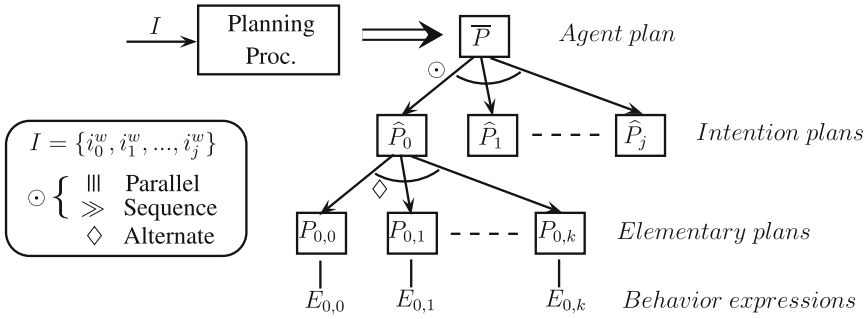 I
Planning
Proc.
P̅
Agent plan
⊙
P̂₀
P̂₁
P̂ⱼ
Intention plans
I = {i₀ʷ, i₁ʷ, ..., iⱼʷ}
⊙ { ||| Parallel
≫ Sequence
◊ Alternate
◊
P₀,₀
P₀,₁
P₀,ₖ
Elementary plans
E₀,₀
E₀,₁
E₀,ₖ
Behavior expressions